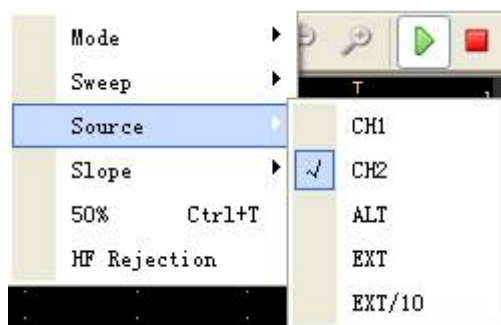 Mode
Sweep
Source
Slope
50% Ctrl+T
HF Rejection
T
CH1
CH2
ALT
EXT
EXT/10